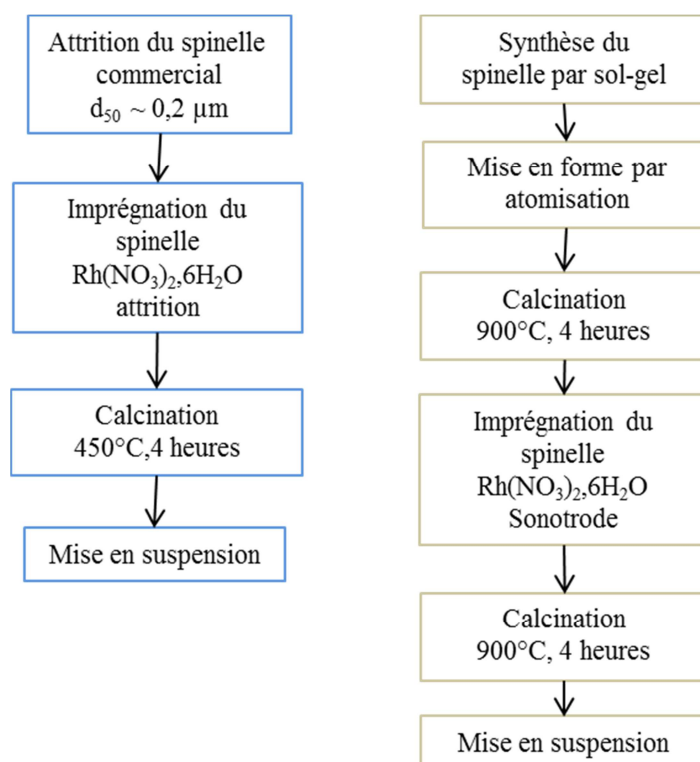 Attrition du spinelle
commercial
d₅₀ ~ 0,2 µm
Imprégnation du
spinelle
Rh(NO₃)₂,6H₂O
attrition
Calcination
450°C,4 heures
Mise en suspension
Synthèse du
spinelle par sol-gel
Mise en forme par
atomisation
Calcination
900°C, 4 heures
Imprégnation du
spinelle
Rh(NO₃)₂,6H₂O
Sonotrode
Calcination
900°C, 4 heures
Mise en suspension